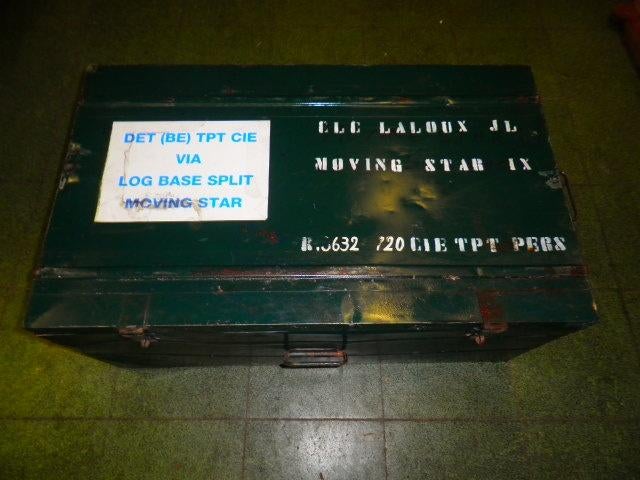 DET (BE) TPT CIE
VIA
LOG BASE SPLIT
MOVING STAR
CLC LALOUX JL
MOVING STAR IX
720 CIE TPT PERS